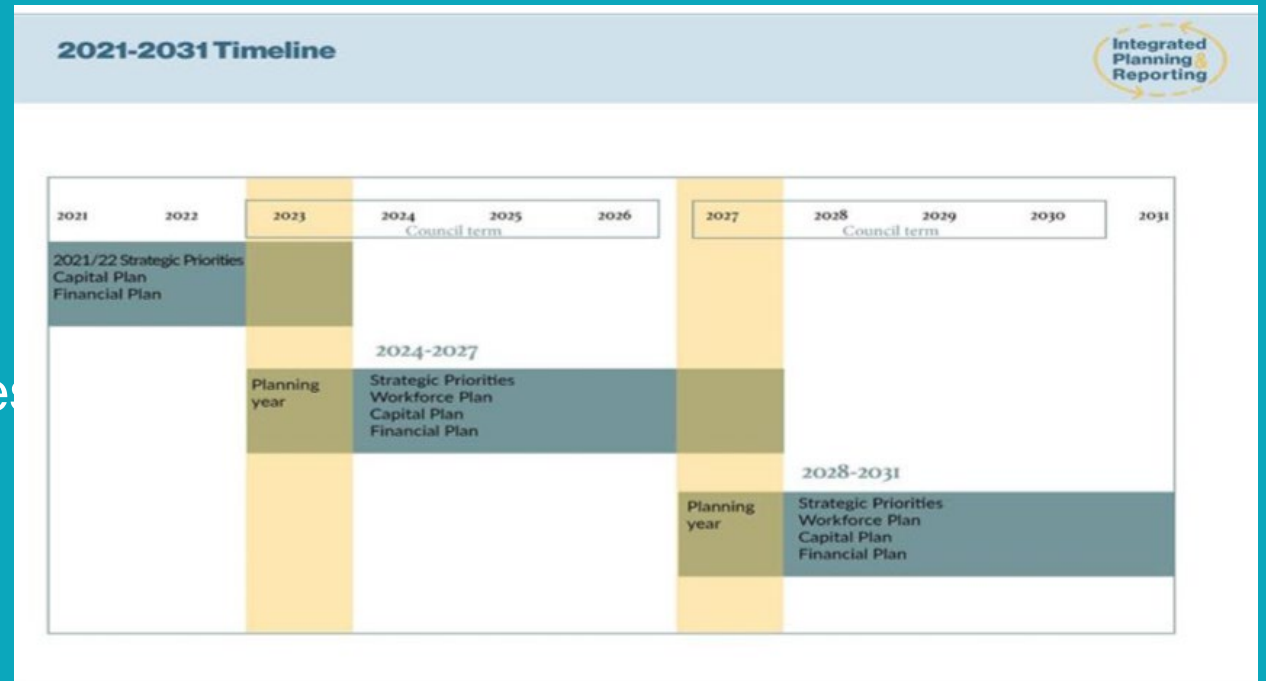 2021-2031 Timeline
Integrated
Planning &
Reporting
2021 2022 2023 2024 2025 2026 2027 2028 2029 2030 2031
Council term Council term
2021/22 Strategic Priorities
Capital Plan
Financial Plan
2024-2027
Planning
year
Strategic Priorities
Workforce Plan
Capital Plan
Financial Plan
2028-2031
Planning
year
Strategic Priorities
Workforce Plan
Capital Plan
Financial Plan